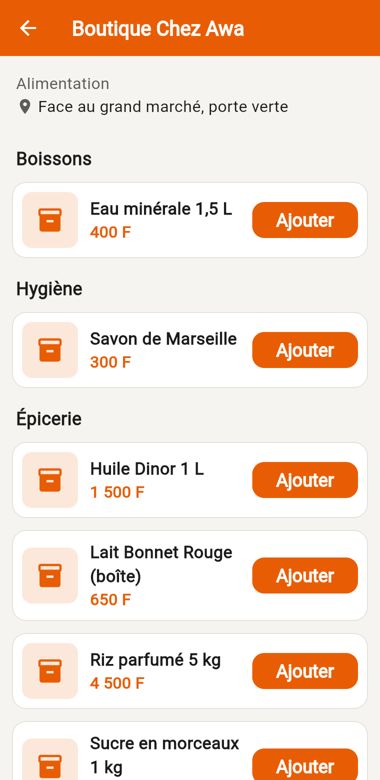 Boutique Chez Awa
Alimentation
Face au grand marché, porte verte
Boissons
Eau minérale 1,5 L
400 F
Ajouter
Hygiène
Savon de Marseille
300 F
Ajouter
Épicerie
Huile Dinor 1 L
1 500 F
Ajouter
Lait Bonnet Rouge
(boîte)
650 F
Ajouter
Riz parfumé 5 kg
4 500 F
Ajouter
Sucre en morceaux
1 kg
Ajouter